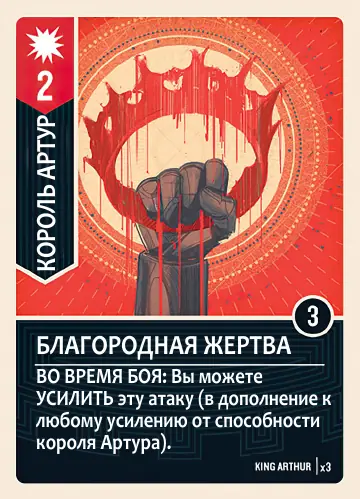 2
КОРОЛЬ АРТУР
3
БЛАГОРОДНАЯ ЖЕРТВА
ВО ВРЕМЯ БОЯ: Вы можете
УСИЛИТЬ эту атаку (в дополнение к
любому усилению от способности
короля Артура).
KING ARTHUR | x3